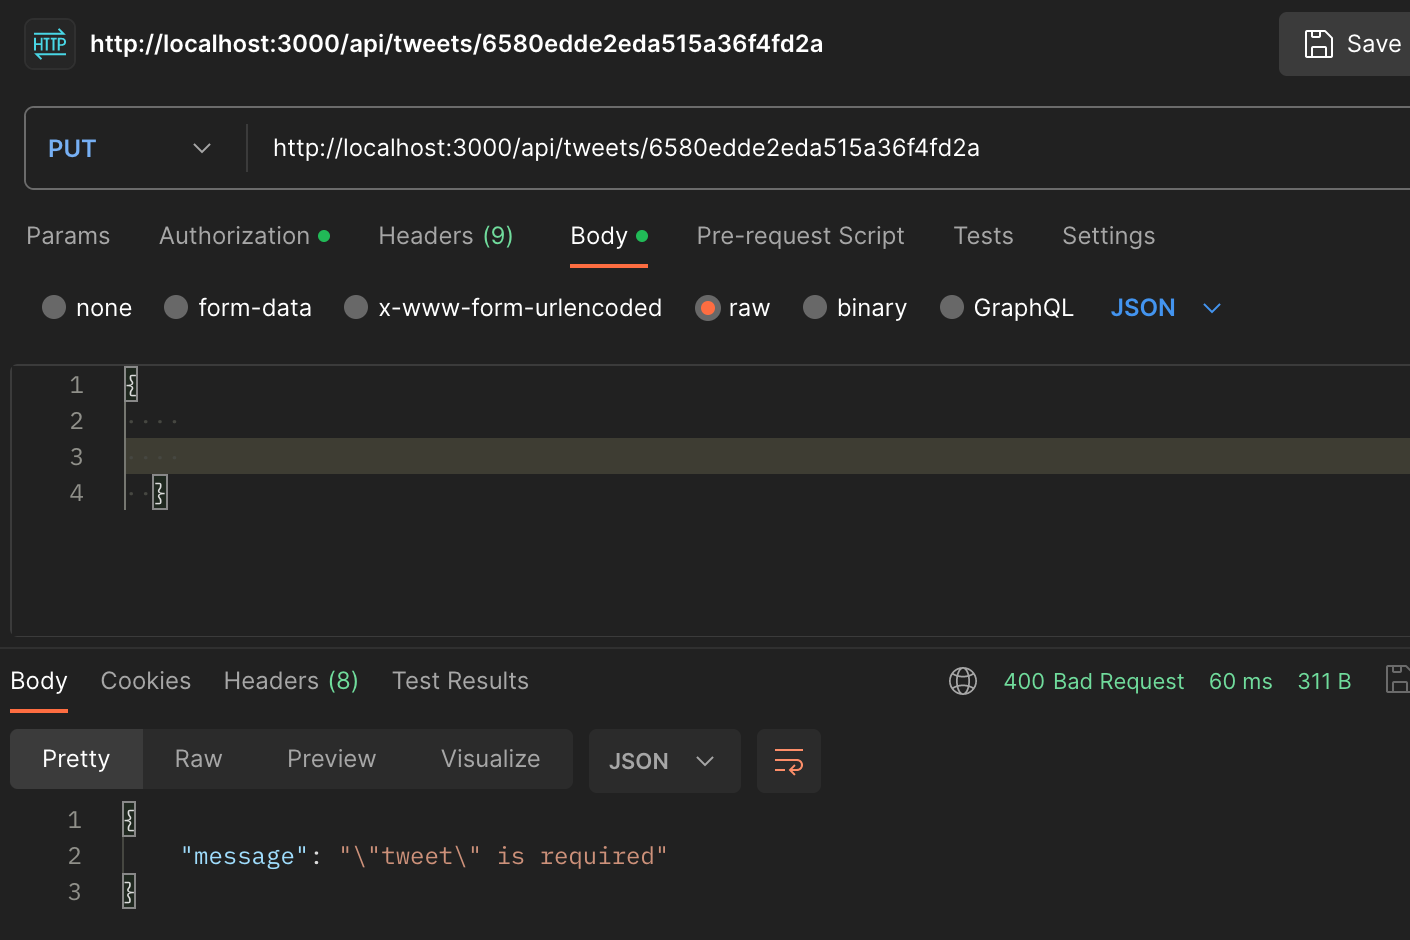 HTTP http://localhost:3000/api/tweets/6580edde2eda515a36f4fd2a Save
PUT http://localhost:3000/api/tweets/6580edde2eda515a36f4fd2a
Params Authorization Headers (9) Body Pre-request Script Tests Settings
none form-data x-www-form-urlencoded raw binary GraphQL JSON
1 {
2
3
4 }
Body Cookies Headers (8) Test Results 400 Bad Request 60 ms 311 B
Pretty Raw Preview Visualize JSON
1 {
2 "message": "\"tweet\" is required"
3 }